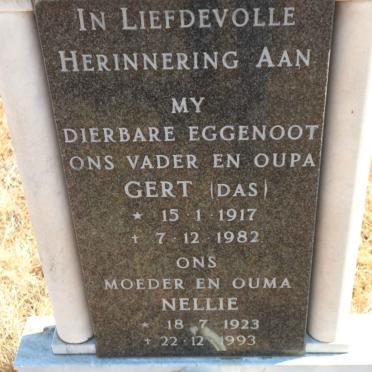 IN LIEFDEVOLLE
HERINNERING AAN
MY
DIERBARE EGGENOOT
ONS VADER EN OUPA
GERT (DAS)
* 15 · 1 · 1917
† 7 · 12 · 1982
ONS
MOEDER EN OUMA
NELLIE
* 18 · 7 · 1923
† 22 · 12 · 1993